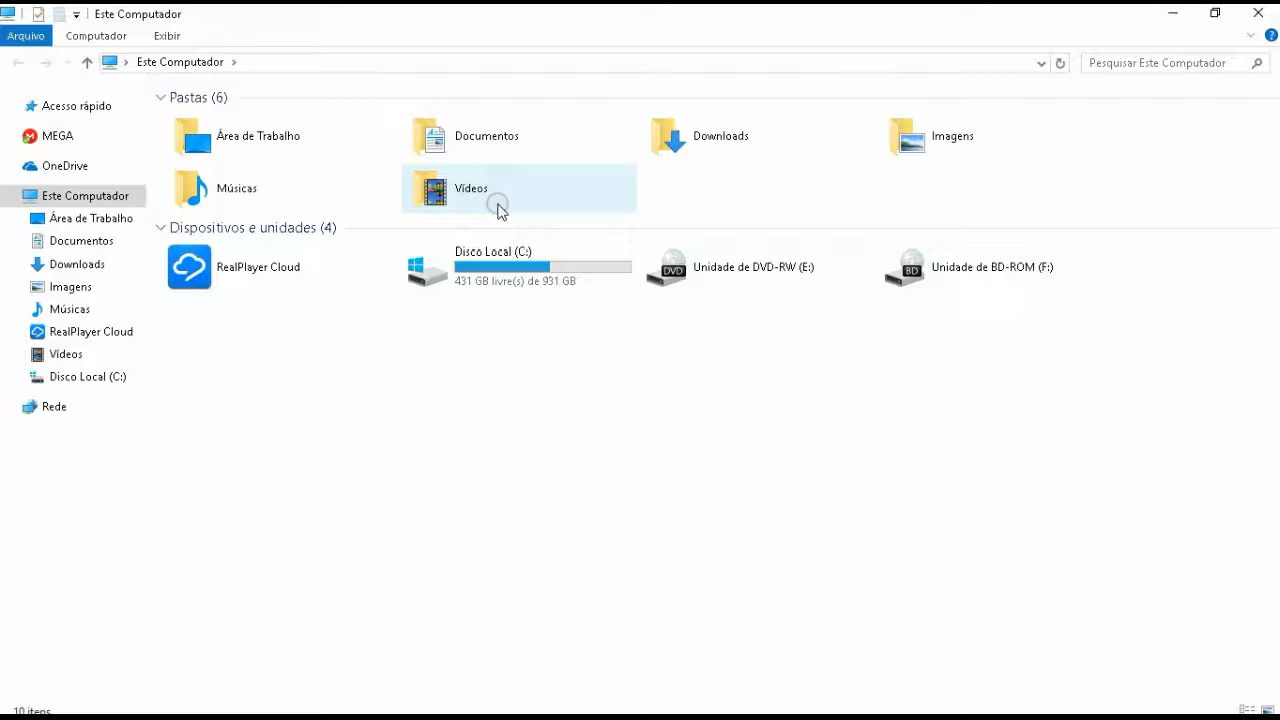 Este Computador
Arquivo Computador Exibir
Este Computador
Pesquisar Este Computador
Acesso rápido
MEGA
OneDrive
Este Computador
Área de Trabalho
Documentos
Downloads
Imagens
Músicas
RealPlayer Cloud
Vídeos
Disco Local (C:)
Rede
Pastas (6)
Área de Trabalho
Documentos
Downloads
Imagens
Músicas
Vídeos
Dispositivos e unidades (4)
RealPlayer Cloud
Disco Local (C:)
431 GB livre(s) de 931 GB
DVD
Unidade de DVD-RW (E:)
BD
Unidade de BD-ROM (F:)
10 itens